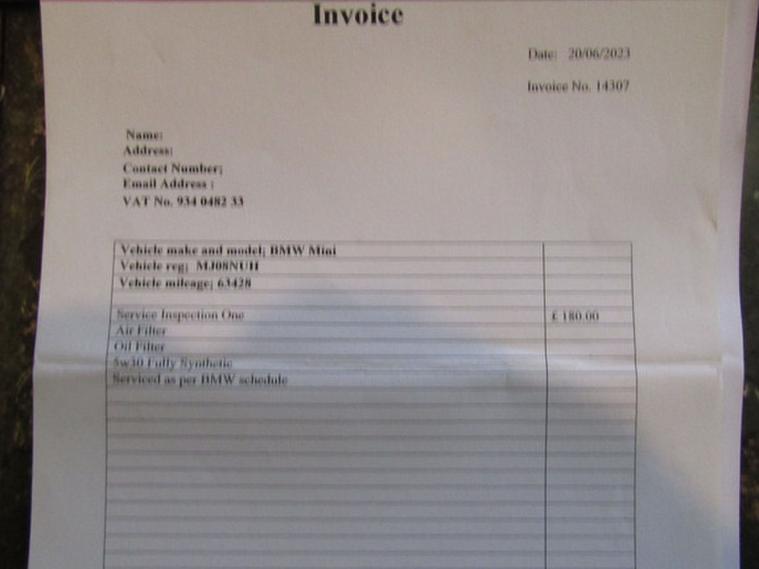 Invoice
Date: 20/06/2023
Invoice No. 14307
Name:
Address:
Contact Number;
Email Address :
VAT No. 934 0482 33
Vehicle make and model; BMW Mini
Vehicle reg; MJ08NUH
Vehicle mileage; 63428
Service Inspection One £ 180.00
Air Filter
Oil Filter
5w30 Fully Synthetic
Serviced as per BMW schedule